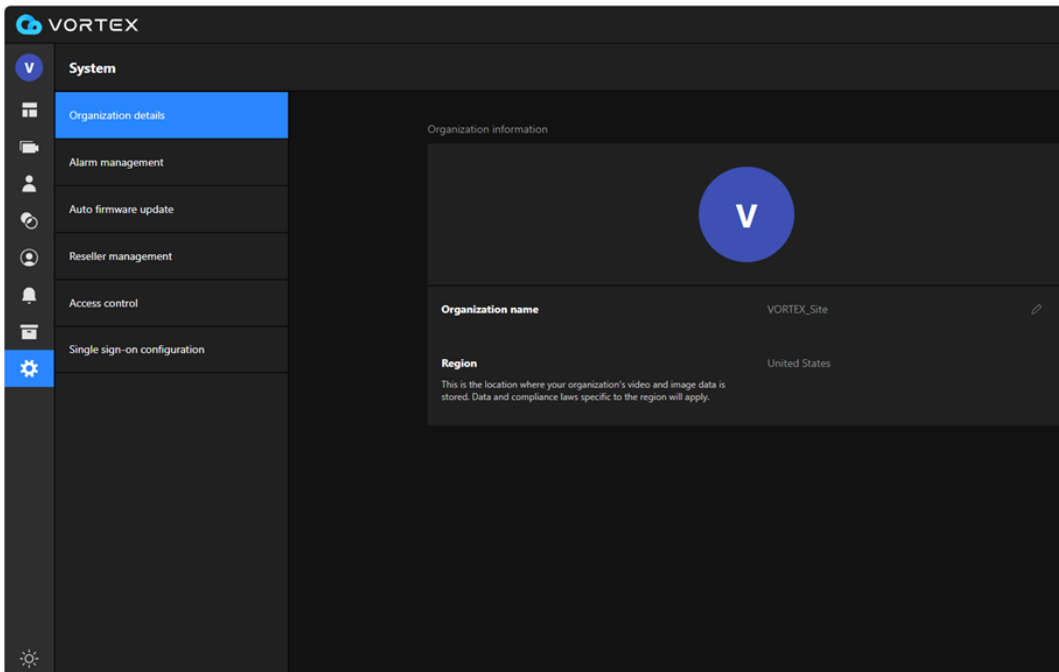 VORTEX
V
System
Organization details
Alarm management
Auto firmware update
Reseller management
Access control
Single sign-on configuration
Organization information
V
Organization name
VORTEX_Site
Region
United States
This is the location where your organization's video and image data is
stored. Data and compliance laws specific to the region will apply.